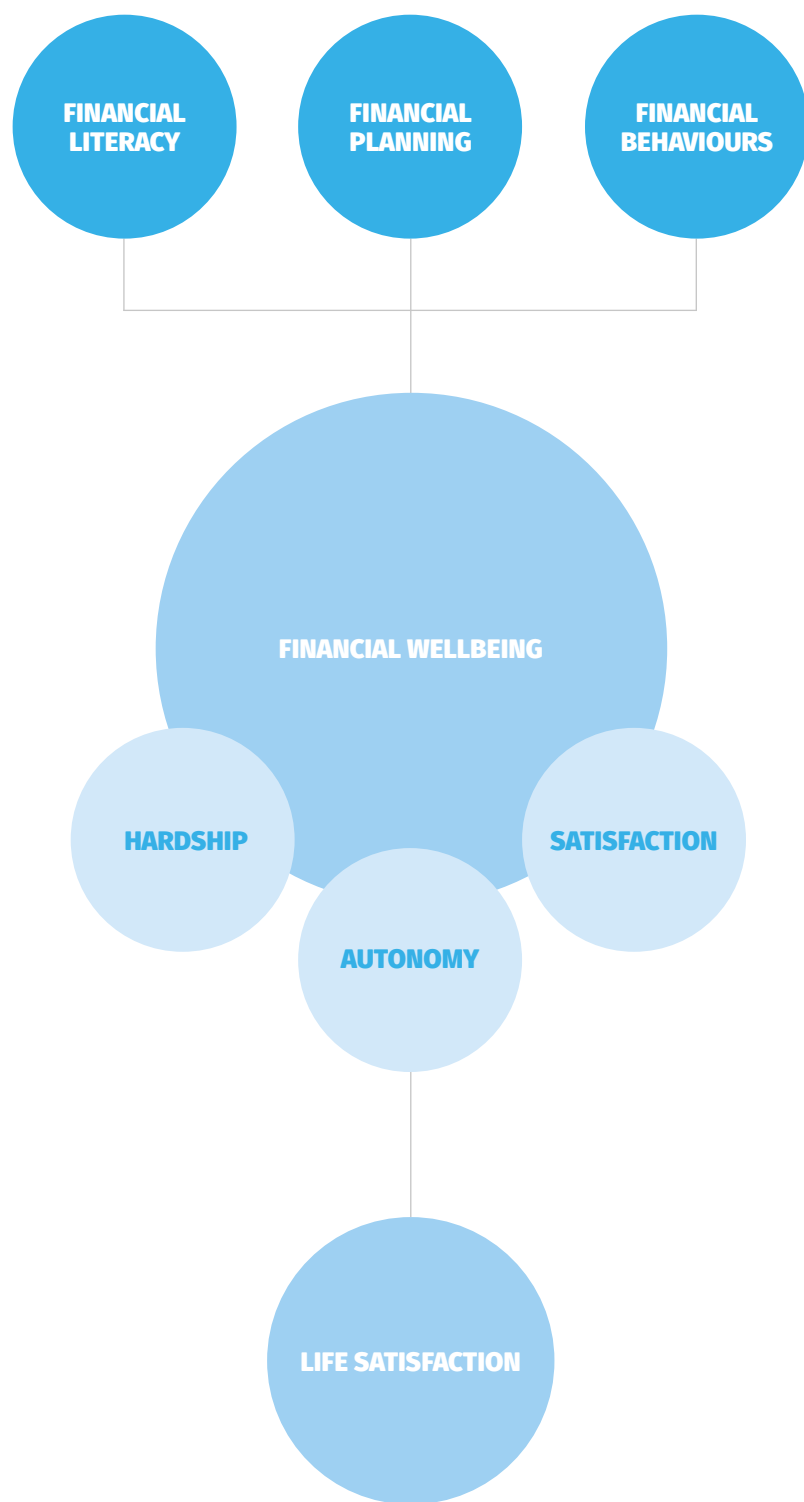 FINANCIAL
LITERACY
FINANCIAL
PLANNING
FINANCIAL
BEHAVIOURS
FINANCIAL WELLBEING
HARDSHIP
SATISFACTION
AUTONOMY
LIFE SATISFACTION